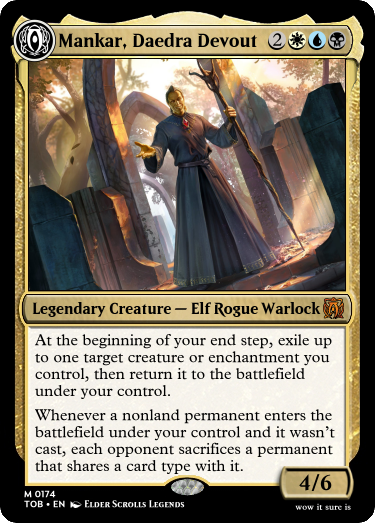 Mankar, Daedra Devout 2
Legendary Creature — Elf Rogue Warlock
At the beginning of your end step, exile up
to one target creature or enchantment you
control, then return it to the battlefield
under your control.
Whenever a nonland permanent enters the
battlefield under your control and it wasn't
cast, each opponent sacrifices a permanent
that shares a card type with it.
4/6
M 0174
TOB • EN Elder Scrolls Legends
wow it sure is